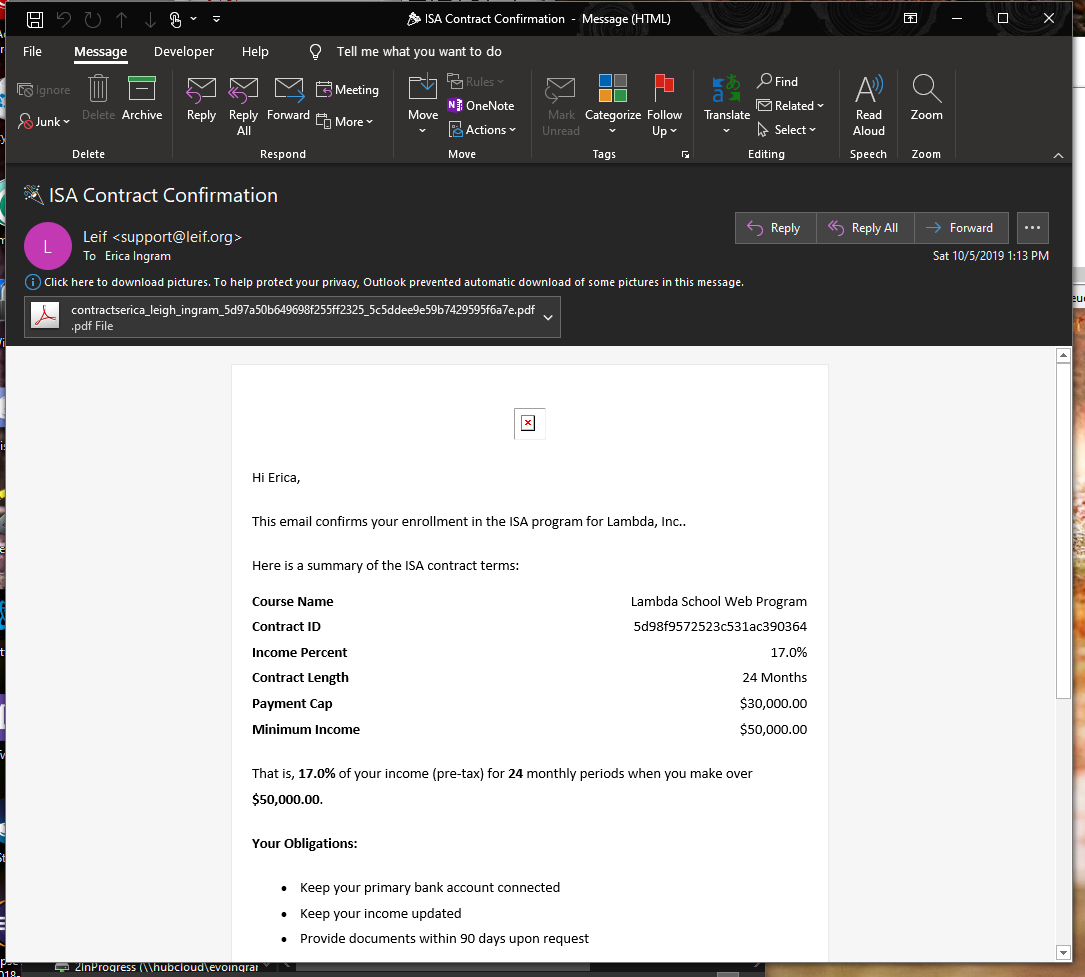 ISA Contract Confirmation - Message (HTML)
File Message Developer Help Tell me what you want to do
Ignore
Junk
Delete
Archive
Reply
Reply All
Forward
Meeting
More
Move
Rules
OneNote
Actions
Mark Unread
Categorize
Follow Up
Translate
Find
Related
Select
Read Aloud
Zoom
Delete Respond Move Tags Editing Speech Zoom
ISA Contract Confirmation
L
Leif <support@leif.org>
To Erica Ingram
Reply Reply All Forward
Sat 10/5/2019 1:13 PM
Click here to download pictures. To help protect your privacy, Outlook prevented automatic download of some pictures in this message.
contractserica_leigh_ingram_5d97a50b649698f255ff2325_5c5ddee9e59b7429595f6a7e.pdf
.pdf File
Hi Erica,
This email confirms your enrollment in the ISA program for Lambda, Inc..
Here is a summary of the ISA contract terms:
Course Name Lambda School Web Program
Contract ID 5d98f9572523c531ac390364
Income Percent 17.0%
Contract Length 24 Months
Payment Cap $30,000.00
Minimum Income $50,000.00
That is, 17.0% of your income (pre-tax) for 24 monthly periods when you make over
$50,000.00.
Your Obligations:
• Keep your primary bank account connected
• Keep your income updated
• Provide documents within 90 days upon request
2InProgress (\\hubcloud\evoingrar